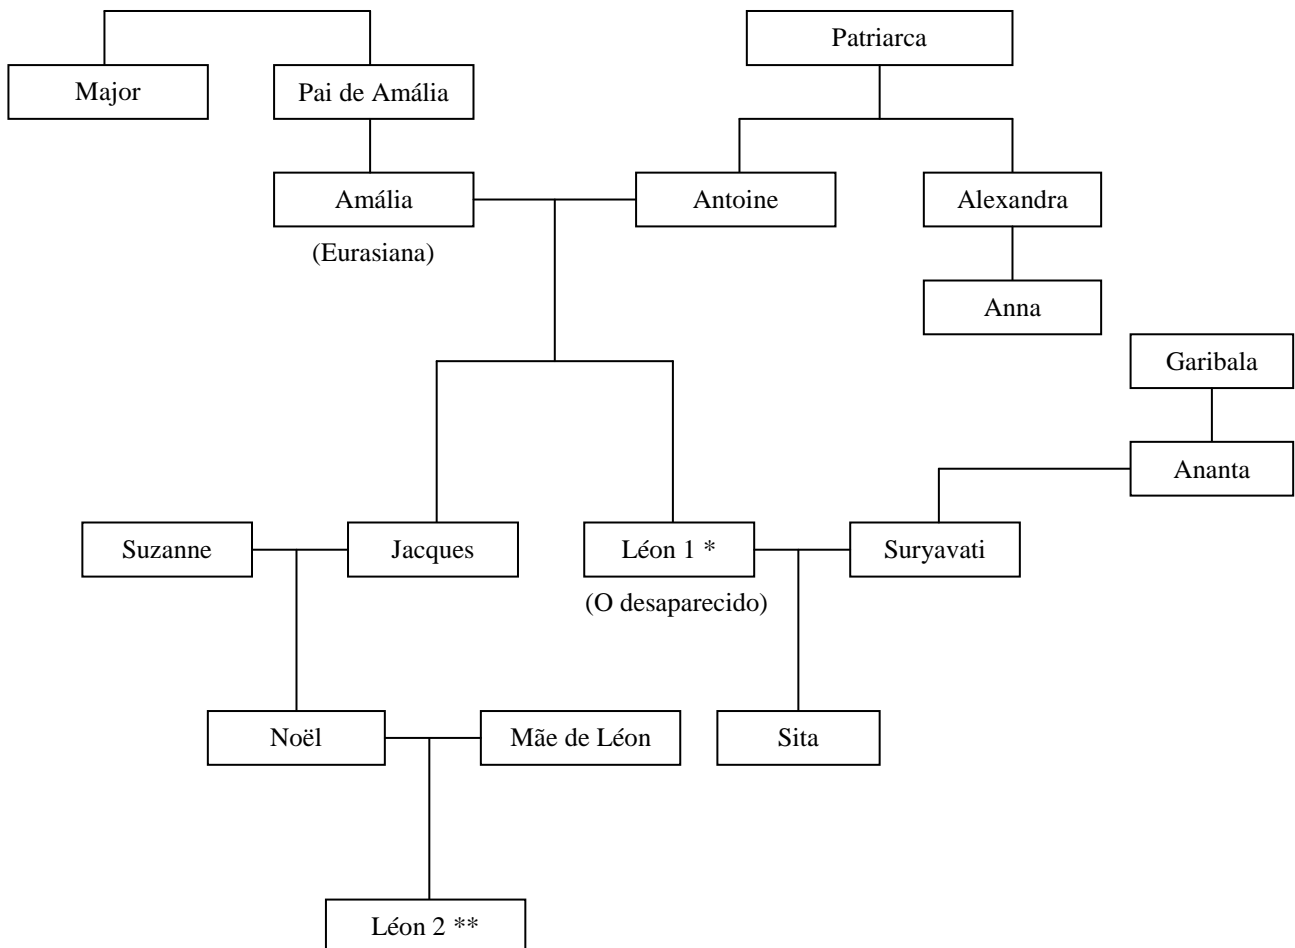 Patriarca
Major
Pai de Amália
Amália
(Eurasiana)
Antoine
Alexandra
Anna
Garibala
Ananta
Suzanne
Jacques
Léon 1 *
(O desaparecido)
Suryavati
Noël
Mãe de Léon
Sita
Léon 2 **